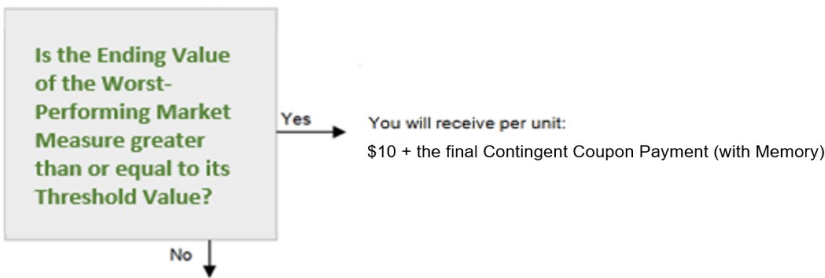 Is the Ending Value
of the Worst-
Performing Market
Measure greater
than or equal to its
Threshold Value?
Yes
You will receive per unit:
$10 + the final Contingent Coupon Payment (with Memory)
No